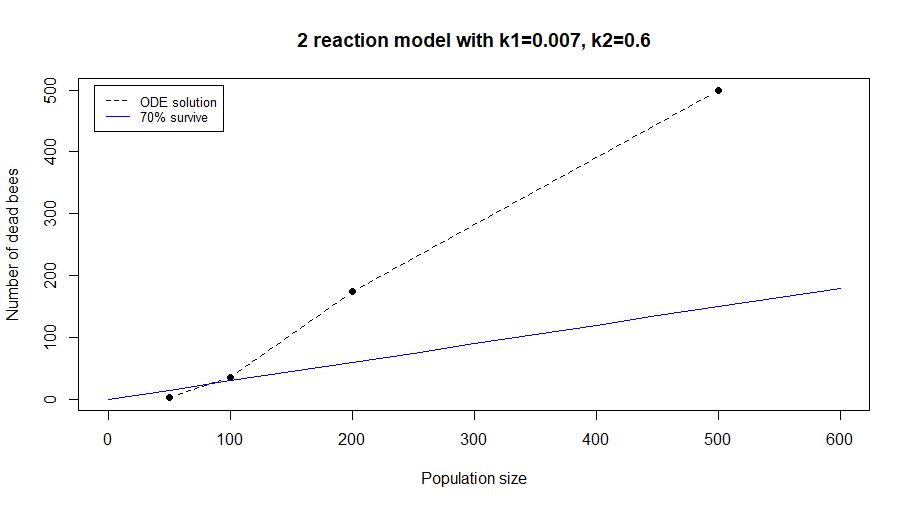 2 reaction model with k1=0.007, k2=0.6
ODE solution
70% survive
Number of dead bees
500
400
300
200
100
0
0 100 200 300 400 500 600
Population size